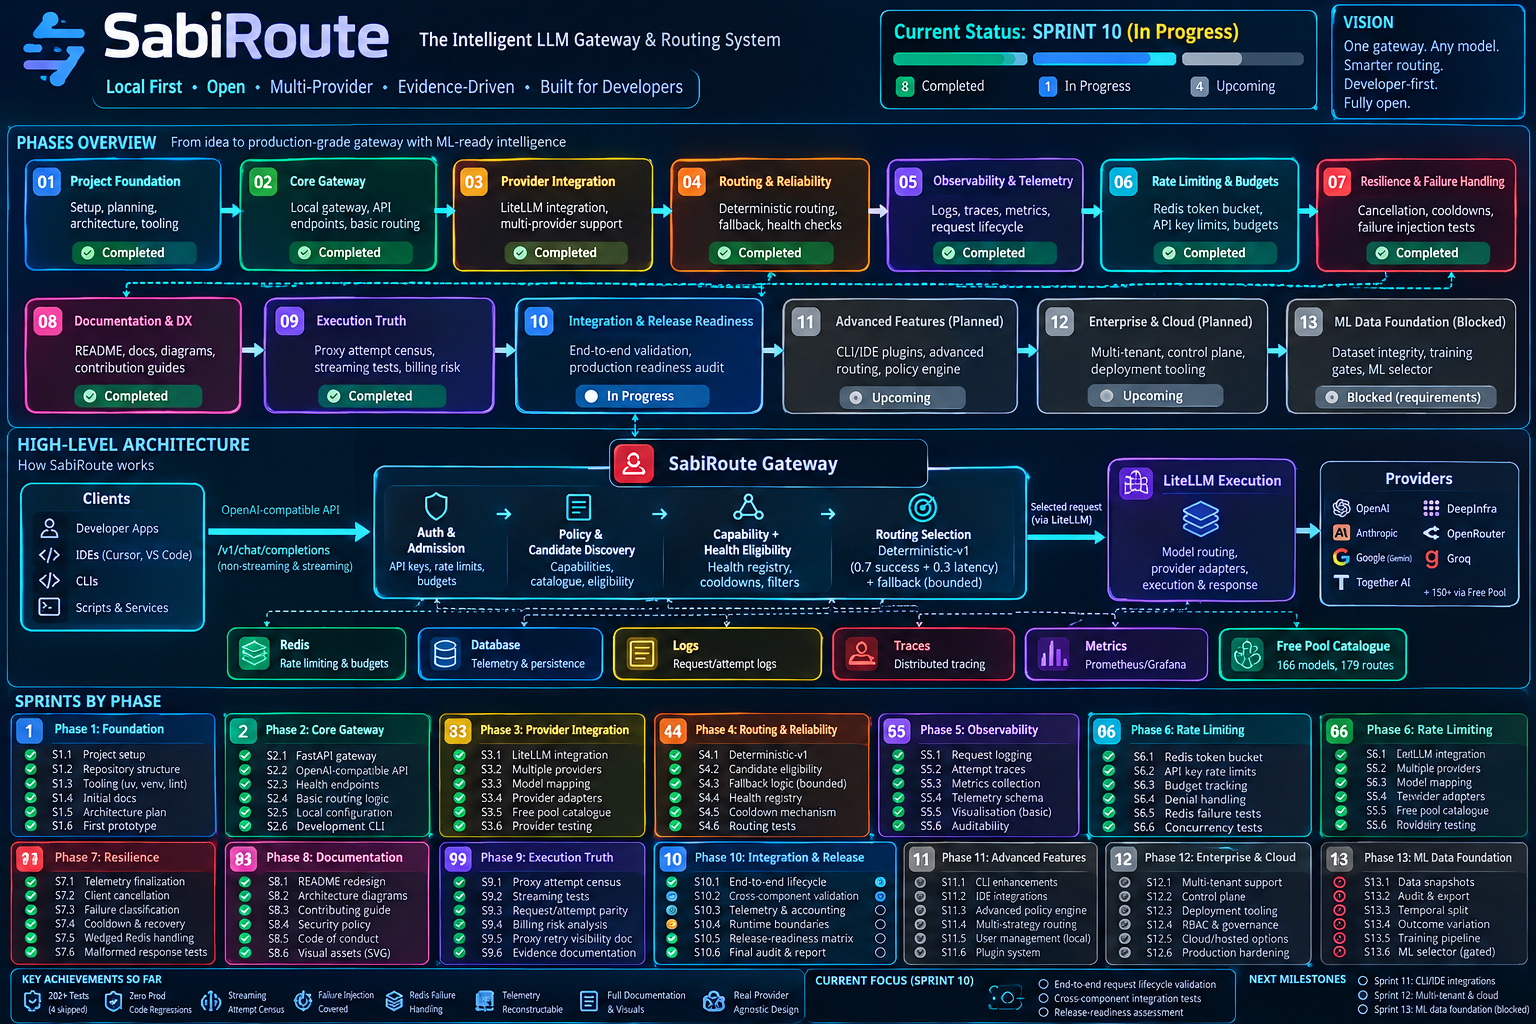 SabiRoute
The Intelligent LLM Gateway & Routing System
Local First • Open • Multi-Provider • Evidence-Driven • Built for Developers
Current Status: SPRINT 10 (In Progress)
8 Completed
1 In Progress
4 Upcoming
VISION
One gateway. Any model.
Smarter routing.
Developer-first.
Fully open.
PHASES OVERVIEW
From idea to production-grade gateway with ML-ready intelligence
01 Project Foundation
Setup, planning,
architecture, tooling
Completed
02 Core Gateway
Local gateway, API
endpoints, basic routing
Completed
03 Provider Integration
LiteLLM integration,
multi-provider support
Completed
04 Routing & Reliability
Deterministic routing,
fallback, health checks
Completed
05 Observability & Telemetry
Logs, traces, metrics,
request lifecycle
Completed
06 Rate Limiting & Budgets
Redis token bucket,
API key limits, budgets
Completed
07 Resilience & Failure Handling
Cancellation, cooldowns,
failure injection tests
Completed
08 Documentation & DX
README, docs, diagrams,
contribution guides
Completed
09 Execution Truth
Proxy attempt census,
streaming tests, billing risk
Completed
10 Integration & Release Readiness
End-to-end validation,
production readiness audit
In Progress
11 Advanced Features (Planned)
CLI/IDE plugins, advanced
routing, policy engine
Upcoming
12 Enterprise & Cloud (Planned)
Multi-tenant, control plane,
deployment tooling
Upcoming
13 ML Data Foundation (Blocked)
Dataset integrity, training
gates, ML selector
Blocked (requirements)
HIGH-LEVEL ARCHITECTURE
How SabiRoute works
Clients
Developer Apps
IDEs (Cursor, VS Code)
CLIs
Scripts & Services
OpenAI-compatible API
/v1/chat/completions
(non-streaming & streaming)
SabiRoute Gateway
Auth &
Admission
API keys, rate limits,
budgets
Policy &
Candidate Discovery
Capabilities,
catalogue, eligibility
Capability +
Health Eligibility
Health registry,
cooldowns, filters
Routing Selection
Deterministic-v1
(0.7 success + 0.3 latency)
+ fallback (bounded)
Selected request
(via LiteLLM)
LiteLLM Execution
Model routing,
provider adapters,
execution & response
Providers
OpenAI
DeepInfra
Anthropic
OpenRouter
Google (Gemini)
Groq
Together AI
+ 150+ via Free Pool
Redis
Rate limiting & budgets
Database
Telemetry & persistence
Logs
Request/attempt logs
Traces
Distributed tracing
Metrics
Prometheus/Grafana
Free Pool Catalogue
166 models, 179 routes
SPRINTS BY PHASE
1 Phase 1: Foundation
S1.1 Project setup
S1.2 Repository structure
S1.3 Tooling (uv, venv, lint)
S1.4 Initial docs
S1.5 Architecture plan
S1.6 First prototype
2 Phase 2: Core Gateway
S2.1 FastAPI gateway
S2.2 OpenAI-compatible API
S2.3 Health endpoints
S2.4 Basic routing logic
S2.5 Local configuration
S2.6 Development CLI
33 Phase 3: Provider Integration
S3.1 LiteLLM integration
S3.2 Multiple providers
S3.3 Model mapping
S3.4 Provider adapters
S3.5 Free pool catalogue
S3.6 Provider testing
44 Phase 4: Routing & Reliability
S4.1 Deterministic-v1
S4.2 Candidate eligibility
S4.3 Fallback logic (bounded)
S4.4 Health registry
S4.5 Cooldown mechanism
S4.6 Routing tests
55 Phase 5: Observability
S5.1 Request logging
S5.2 Attempt traces
S5.3 Metrics collection
S5.4 Telemetry schema
S5.5 Visualisation (basic)
S5.6 Auditability
06 Phase 6: Rate Limiting
S6.1 Redis token bucket
S6.2 API key rate limits
S6.3 Budget tracking
S6.4 Denial handling
S6.5 Redis failure tests
S6.6 Concurrency tests
66 Phase 6: Rate Limiting
S6.1 integration
S5.2 Multiple providers
S6.3 Model mapping
S5.4 adapters
S5.5 Free pool catalogue
S5.6 testing
Phase 7: Resilience
S7.1 Telemetry finalization
S7.2 Client cancellation
S7.3 Failure classification
S7.4 Cooldown & recovery
S7.5 Wedged Redis handling
S7.6 Malformed response tests
83 Phase 8: Documentation
S8.1 README redesign
S8.2 Architecture diagrams
S8.3 Contributing guide
S8.4 Security policy
S8.5 Code of conduct
S8.6 Visual assets (SVG)
99 Phase 9: Execution Truth
S9.1 Proxy attempt census
S9.2 Streaming tests
S9.3 Request/attempt parity
S9.4 Billing risk analysis
S9.5 Proxy retry visibility doc
S9.6 Evidence documentation
10 Phase 10: Integration & Release
S10.1 End-to-end lifecycle
S10.2 Cross-component validation
S10.3 Telemetry & accounting
S10.4 Runtime boundaries
S10.5 Release-readiness matrix
S10.6 Final audit & report
11 Phase 11: Advanced Features
S11.1 CLI enhancements
S11.2 IDE integrations
S11.3 Advanced policy engine
S11.4 Multi-strategy routing
S11.5 User management (local)
S11.6 Plugin system
12 Phase 12: Enterprise & Cloud
S12.1 Multi-tenant support
S12.2 Control plane
S12.3 Deployment tooling
S12.4 RBAC & governance
S12.5 Cloud/hosted options
S12.6 Production hardening
13 Phase 13: ML Data Foundation
S13.1 Data snapshots
S13.2 Audit & export
S13.3 Temporal split
S13.4 Outcome variation
S13.5 Training pipeline
S13.6 ML selector (gated)
KEY ACHIEVEMENTS SO FAR
202+ Tests
(4 skipped)
Zero Prod
Code Regressions
Streaming
Attempt Census
Failure Injection
Covered
Redis Failure
Handling
Telemetry
Reconstructable
Full Documentation
& Visuals
Real Provider
Agnostic Design
CURRENT FOCUS (SPRINT 10)
End-to-end request lifecycle validation
Cross-component integration tests
Release-readiness assessment
NEXT MILESTONES
Sprint 11: CLI/IDE integrations
Sprint 12: Multi-tenant & cloud
Sprint 13: ML data foundation (blocked)